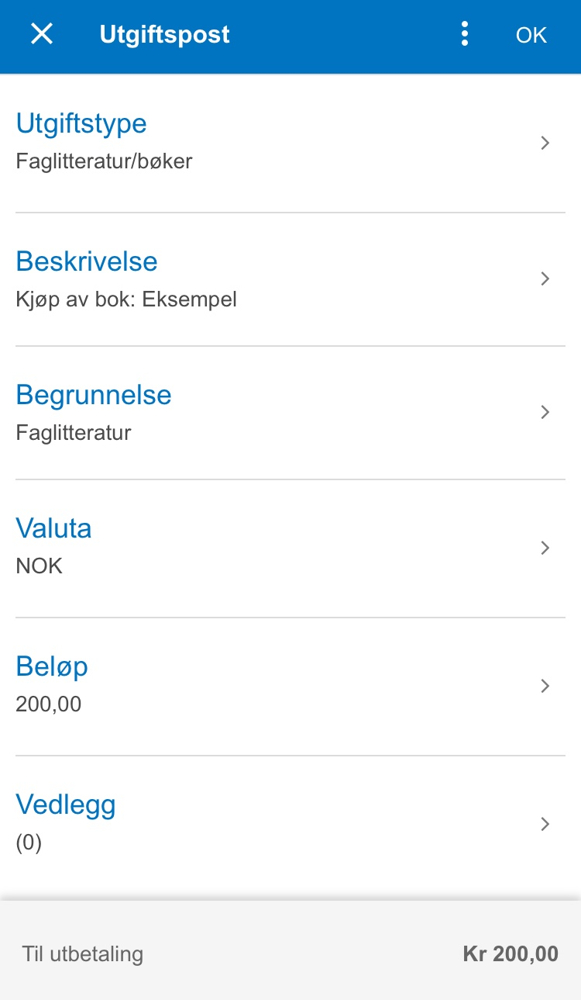 Utgiftspost
OK
Utgiftstype
Faglitteratur/bøker
Beskrivelse
Kjøp av bok: Eksempel
Begrunnelse
Faglitteratur
Valuta
NOK
Beløp
200,00
Vedlegg
(0)
Til utbetaling Kr 200,00